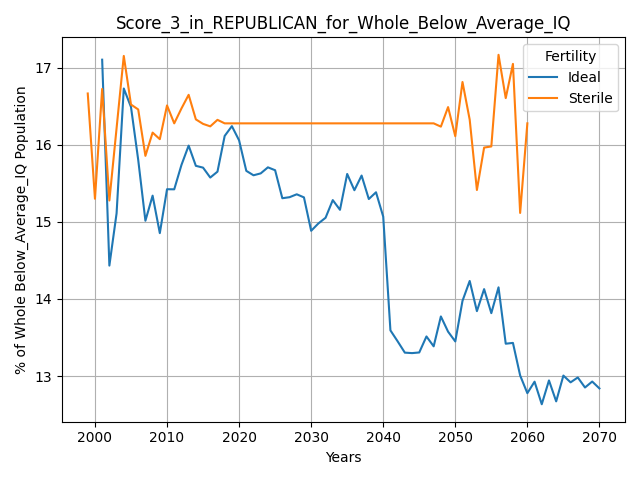 Score_3_in_REPUBLICAN_for_Whole_Below_Average_IQ
% of Whole Below_Average_IQ Population
17
16
15
14
13
Fertility
Ideal
Sterile
2000 2010 2020 2030 2040 2050 2060 2070
Years